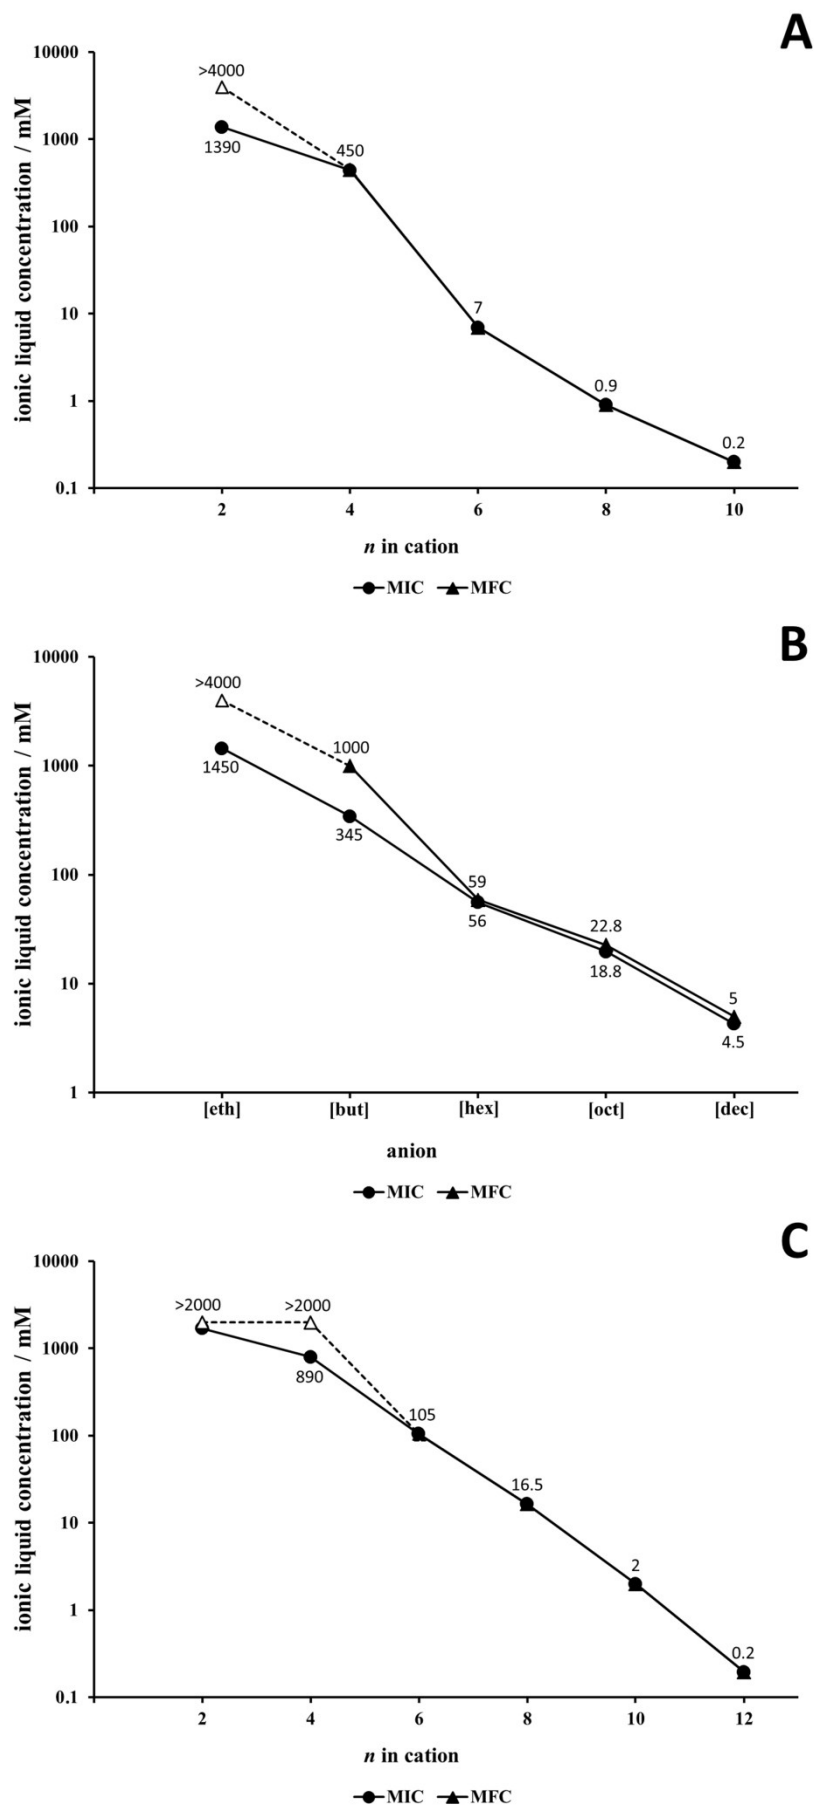 A
10000
1000
100
10
1
0.1
ionic liquid concentration / mM
>4000
1390
450
7
0.9
0.2
2 4 6 8 10
n in cation
MIC MFC
B
10000
1000
100
10
1
ionic liquid concentration / mM
>4000
1450
1000
345
59
56
22.8
18.8
5
4.5
[eth] [but] [hex] [oct] [dec]
anion
MIC MFC
C
10000
1000
100
10
1
0.1
ionic liquid concentration / mM
>2000
>2000
890
105
16.5
2
0.2
2 4 6 8 10 12
n in cation
MIC MFC